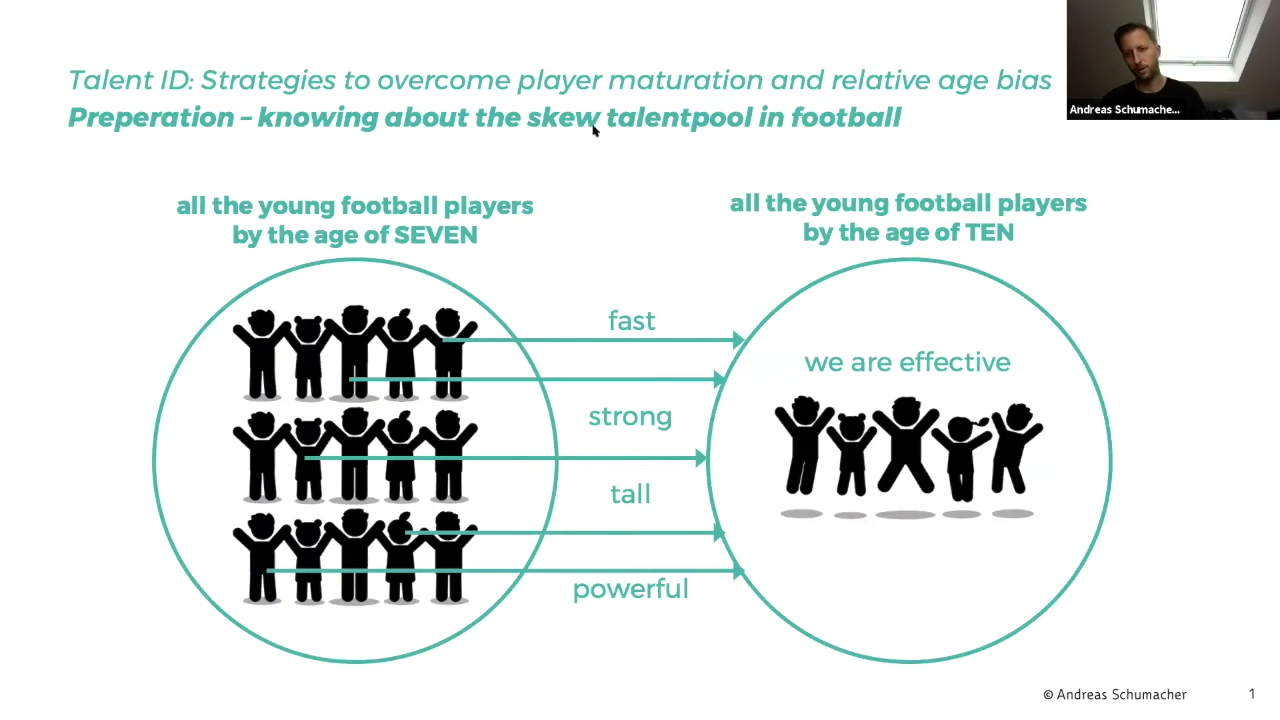 Talent ID: Strategies to overcome player maturation and relative age bias
Preperation – knowing about the skew talentpool in football
Andreas Schumache...
all the young football players
by the age of SEVEN
all the young football players
by the age of TEN
fast
strong
tall
powerful
we are effective
© Andreas Schumacher
1